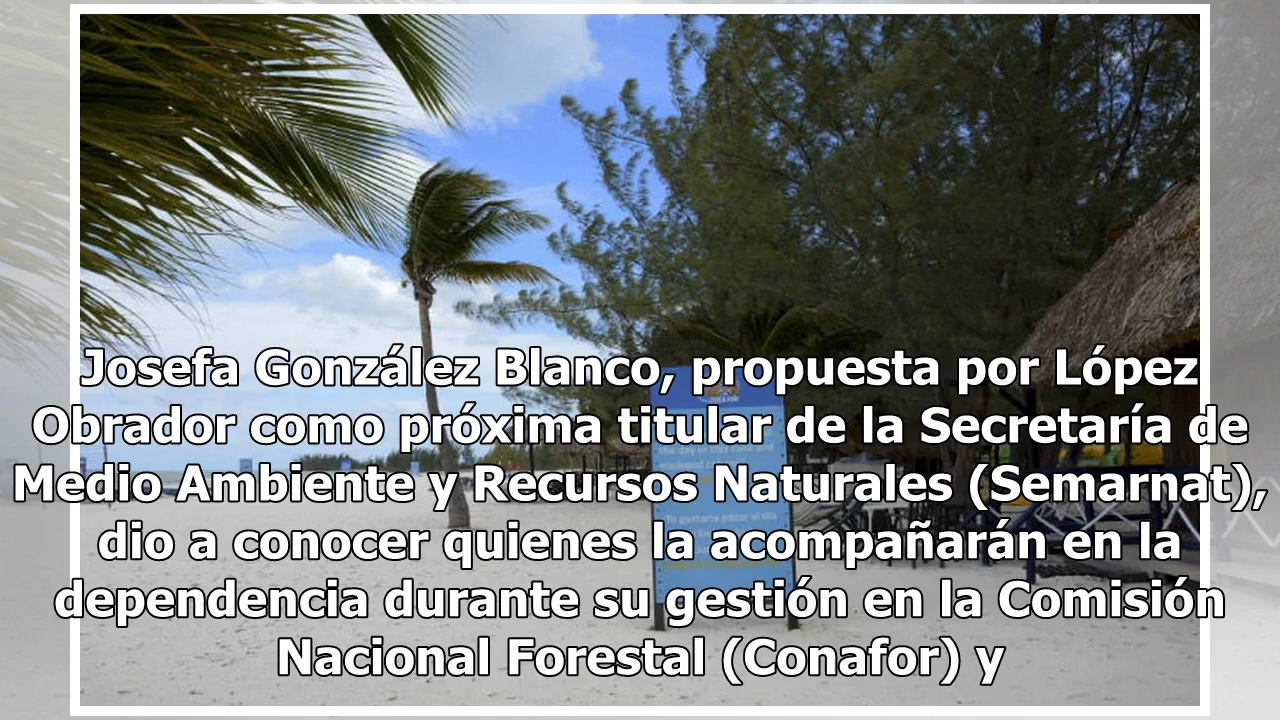 Josefa González Blanco, propuesta por López
Obrador como próxima titular de la Secretaría de
Medio Ambiente y Recursos Naturales (Semarnat),
dio a conocer quienes la acompañarán en la
dependencia durante su gestión en la Comisión
Nacional Forestal (Conafor) y